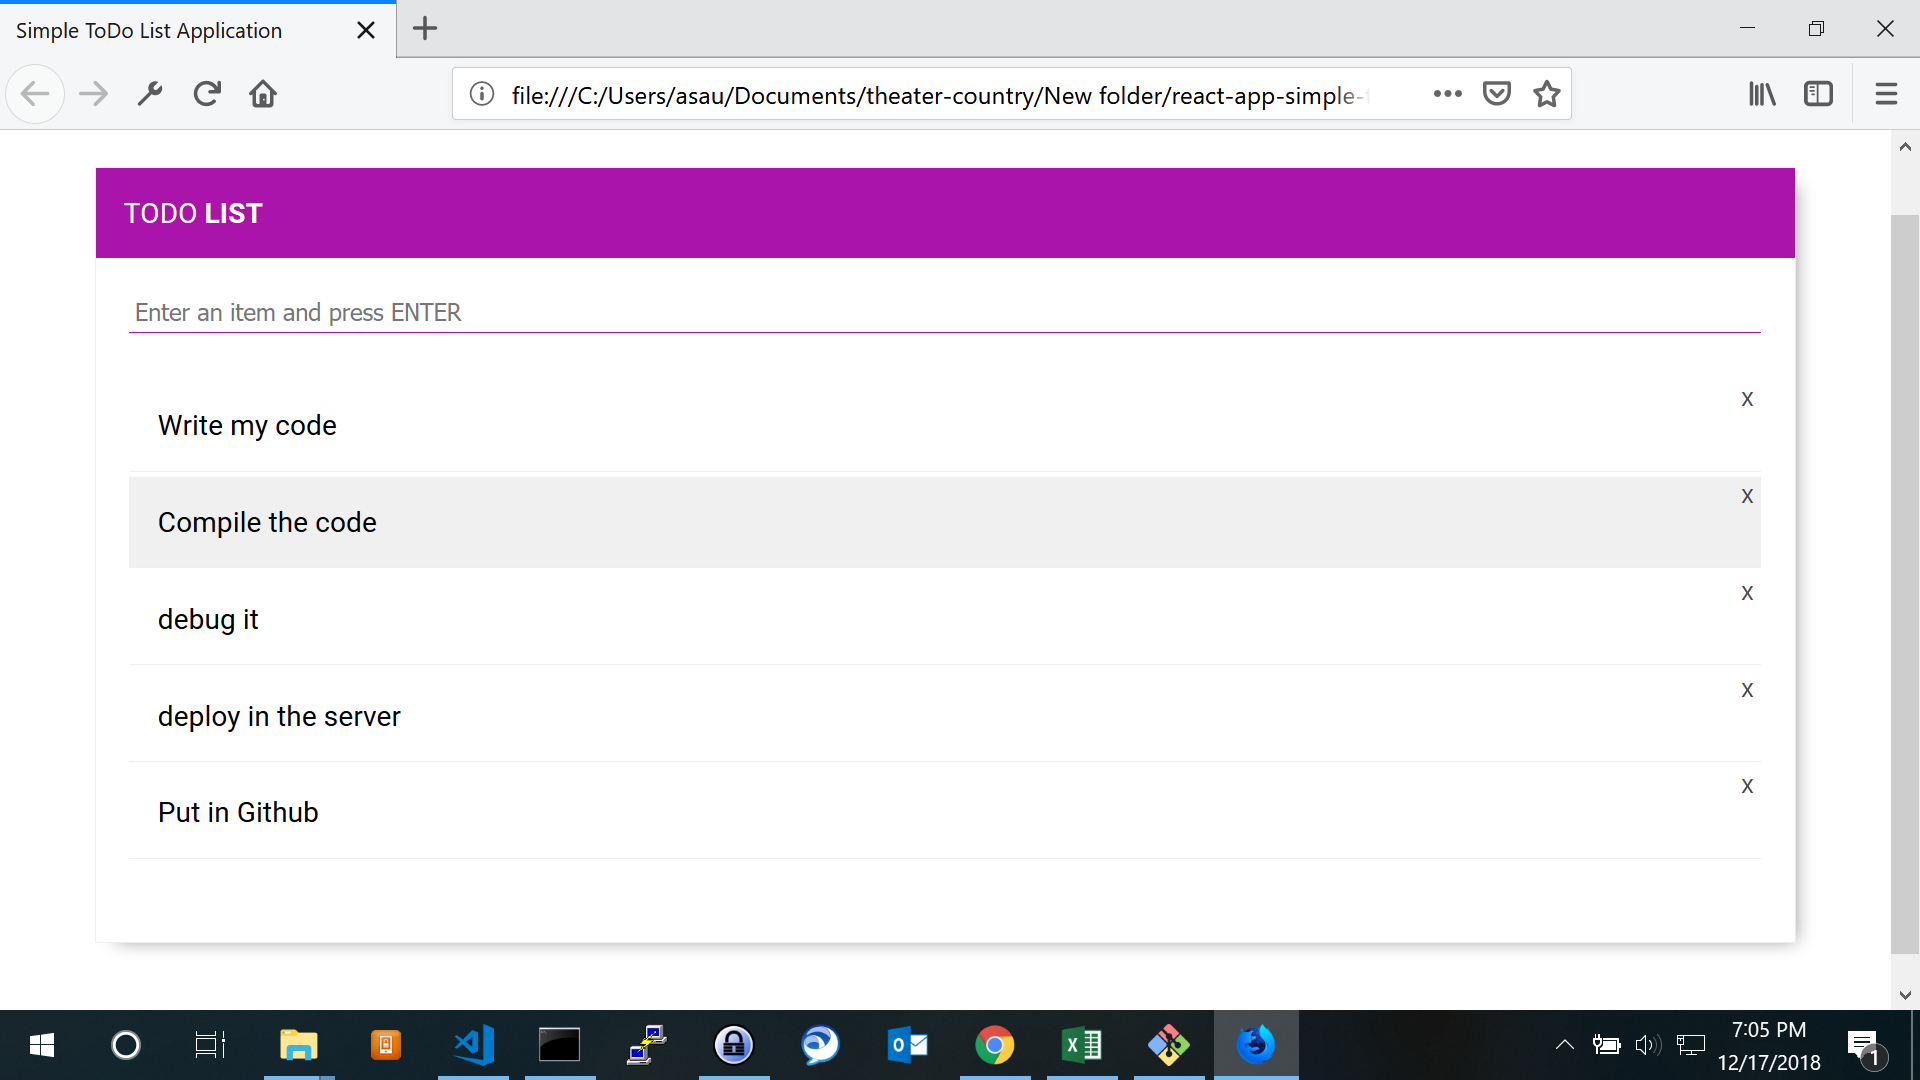 Simple ToDo List Application
file:///C:/Users/asau/Documents/theater-country/New folder/react-app-simple-
TODO LIST
Enter an item and press ENTER
Write my code
X
Compile the code
X
debug it
X
deploy in the server
X
Put in Github
X
7:05 PM
12/17/2018
1